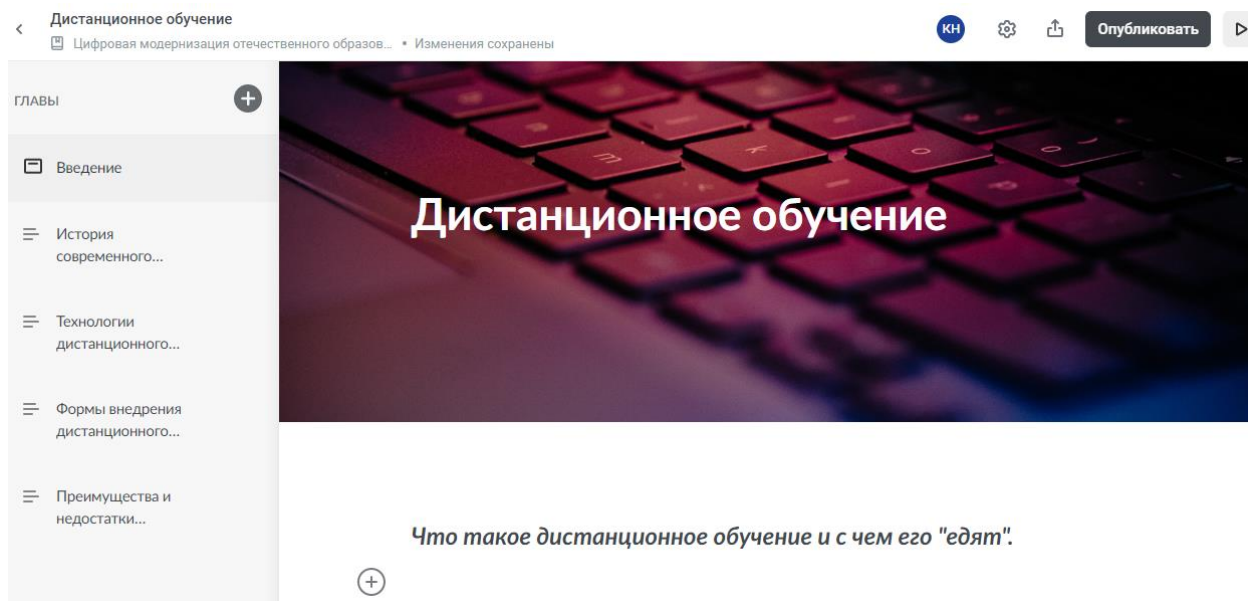 Дистанционное обучение
Цифровая модернизация отечественного образов... • Изменения сохранены
КН
Опубликовать
ГЛАВЫ
Введение
История
современного...
Технологии
дистанционного...
Формы внедрения
дистанционного...
Преимущества и
недостатки...
Дистанционное обучение
Что такое дистанционное обучение и с чем его "едят".